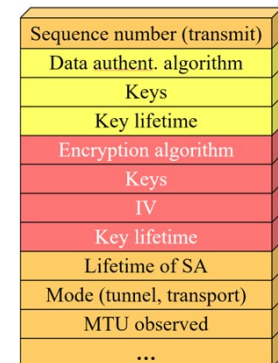 Sequence number (transmit)
Data authent. algorithm
Keys
Key lifetime
Encryption algorithm
Keys
IV
Key lifetime
Lifetime of SA
Mode (tunnel, transport)
MTU observed
...